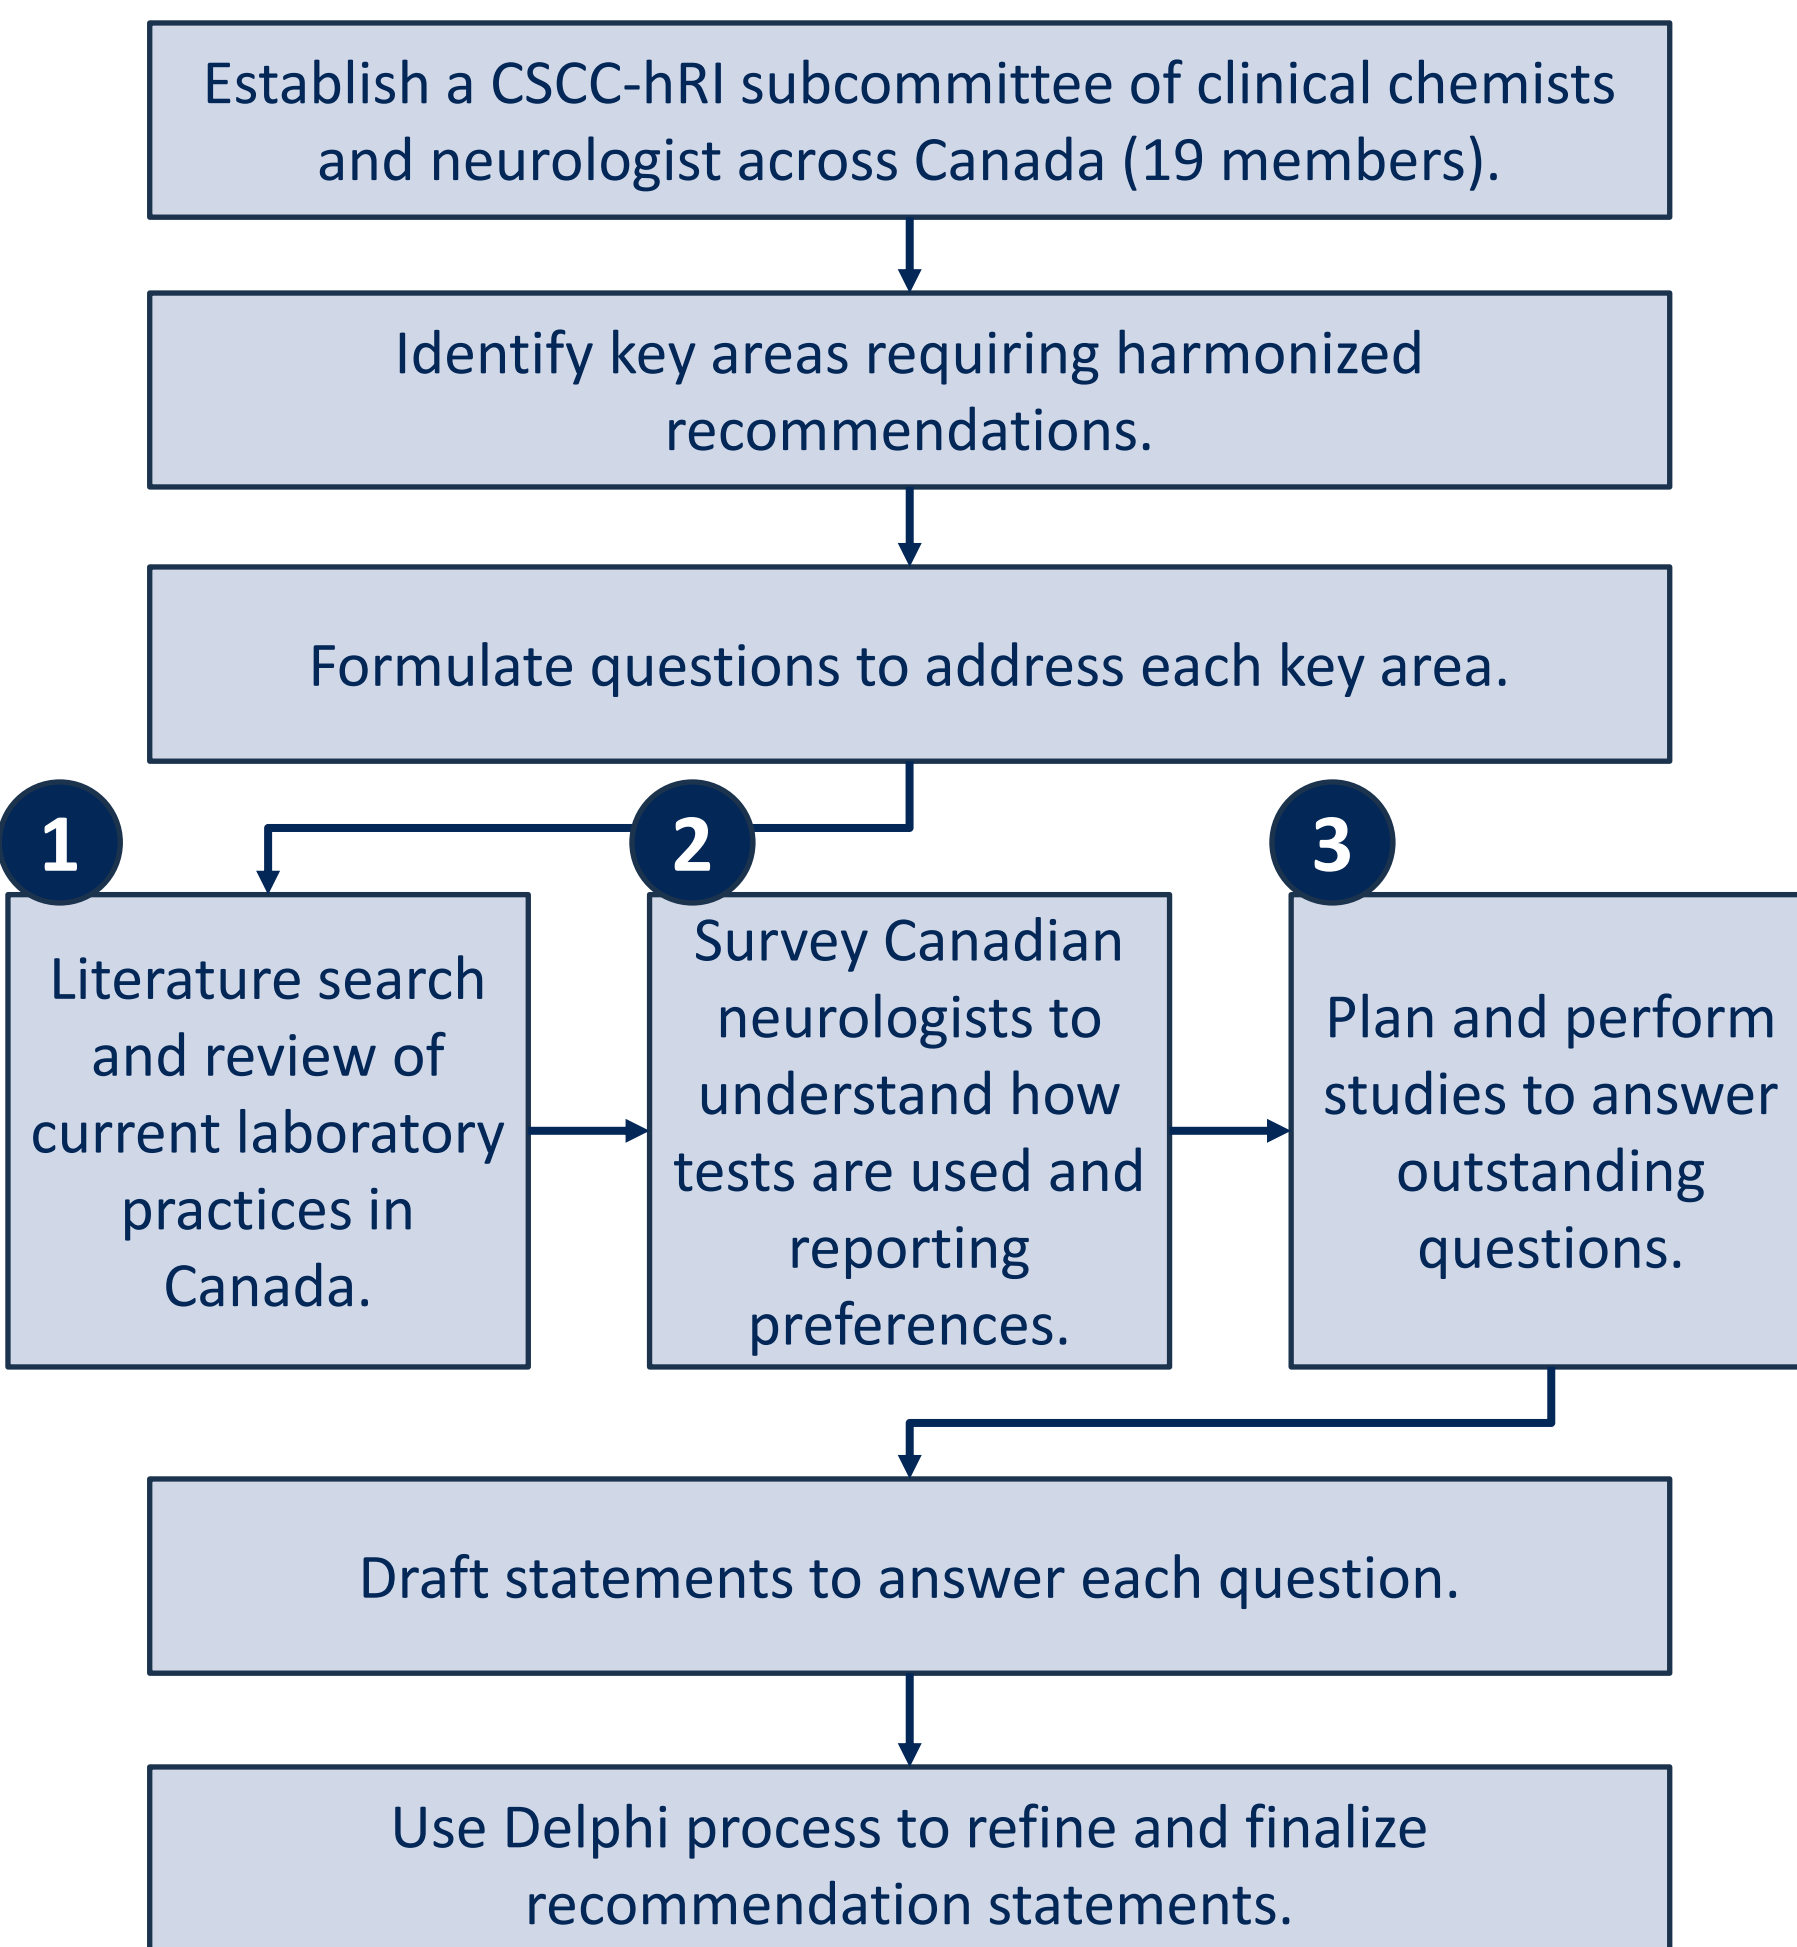 Establish a CSCC-hRI subcommittee of clinical chemists
and neurologist across Canada (19 members).
Identify key areas requiring harmonized
recommendations.
Formulate questions to address each key area.
1
Literature search
and review of
current laboratory
practices in
Canada.
2
Survey Canadian
neurologists to
understand how
tests are used and
reporting
preferences.
3
Plan and perform
studies to answer
outstanding
questions.
Draft statements to answer each question.
Use Delphi process to refine and finalize
recommendation statements.